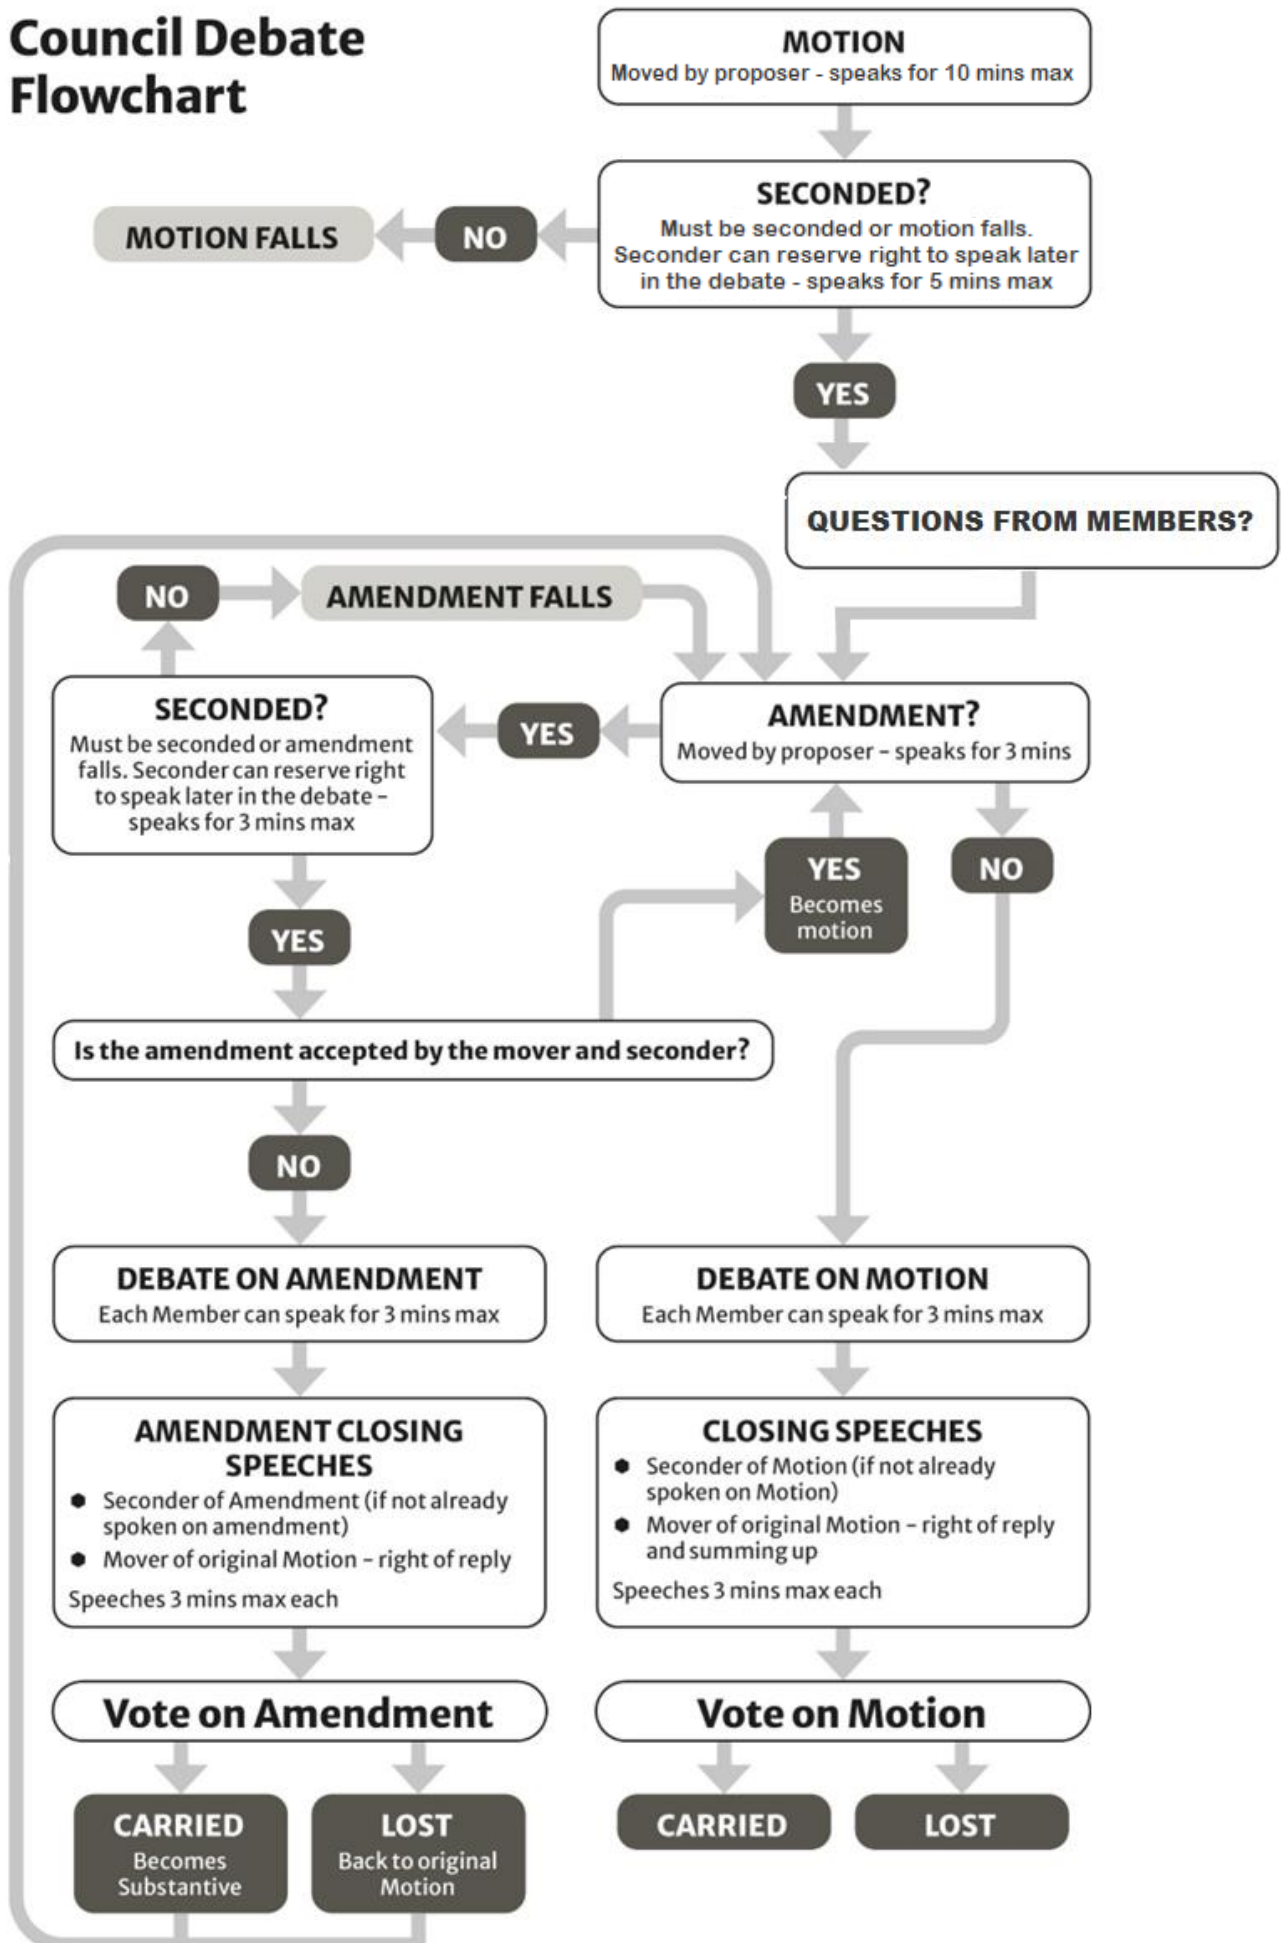 Council Debate
Flowchart
MOTION
Moved by proposer - speaks for 10 mins max
SECONDED?
Must be seconded or motion falls.
Seconder can reserve right to speak later
in the debate - speaks for 5 mins max
NO
MOTION FALLS
YES
QUESTIONS FROM MEMBERS?
NO
AMENDMENT FALLS
SECONDED?
Must be seconded or amendment
falls. Seconder can reserve right
to speak later in the debate –
speaks for 3 mins max
YES
AMENDMENT?
Moved by proposer – speaks for 3 mins
YES
Becomes
motion
NO
YES
Is the amendment accepted by the mover and seconder?
NO
DEBATE ON AMENDMENT
Each Member can speak for 3 mins max
DEBATE ON MOTION
Each Member can speak for 3 mins max
AMENDMENT CLOSING
SPEECHES
● Seconder of Amendment (if not already
spoken on amendment)
● Mover of original Motion – right of reply
Speeches 3 mins max each
CLOSING SPEECHES
● Seconder of Motion (if not already
spoken on Motion)
● Mover of original Motion – right of reply
and summing up
Speeches 3 mins max each
Vote on Amendment
Vote on Motion
CARRIED
Becomes
Substantive
LOST
Back to original
Motion
CARRIED
LOST